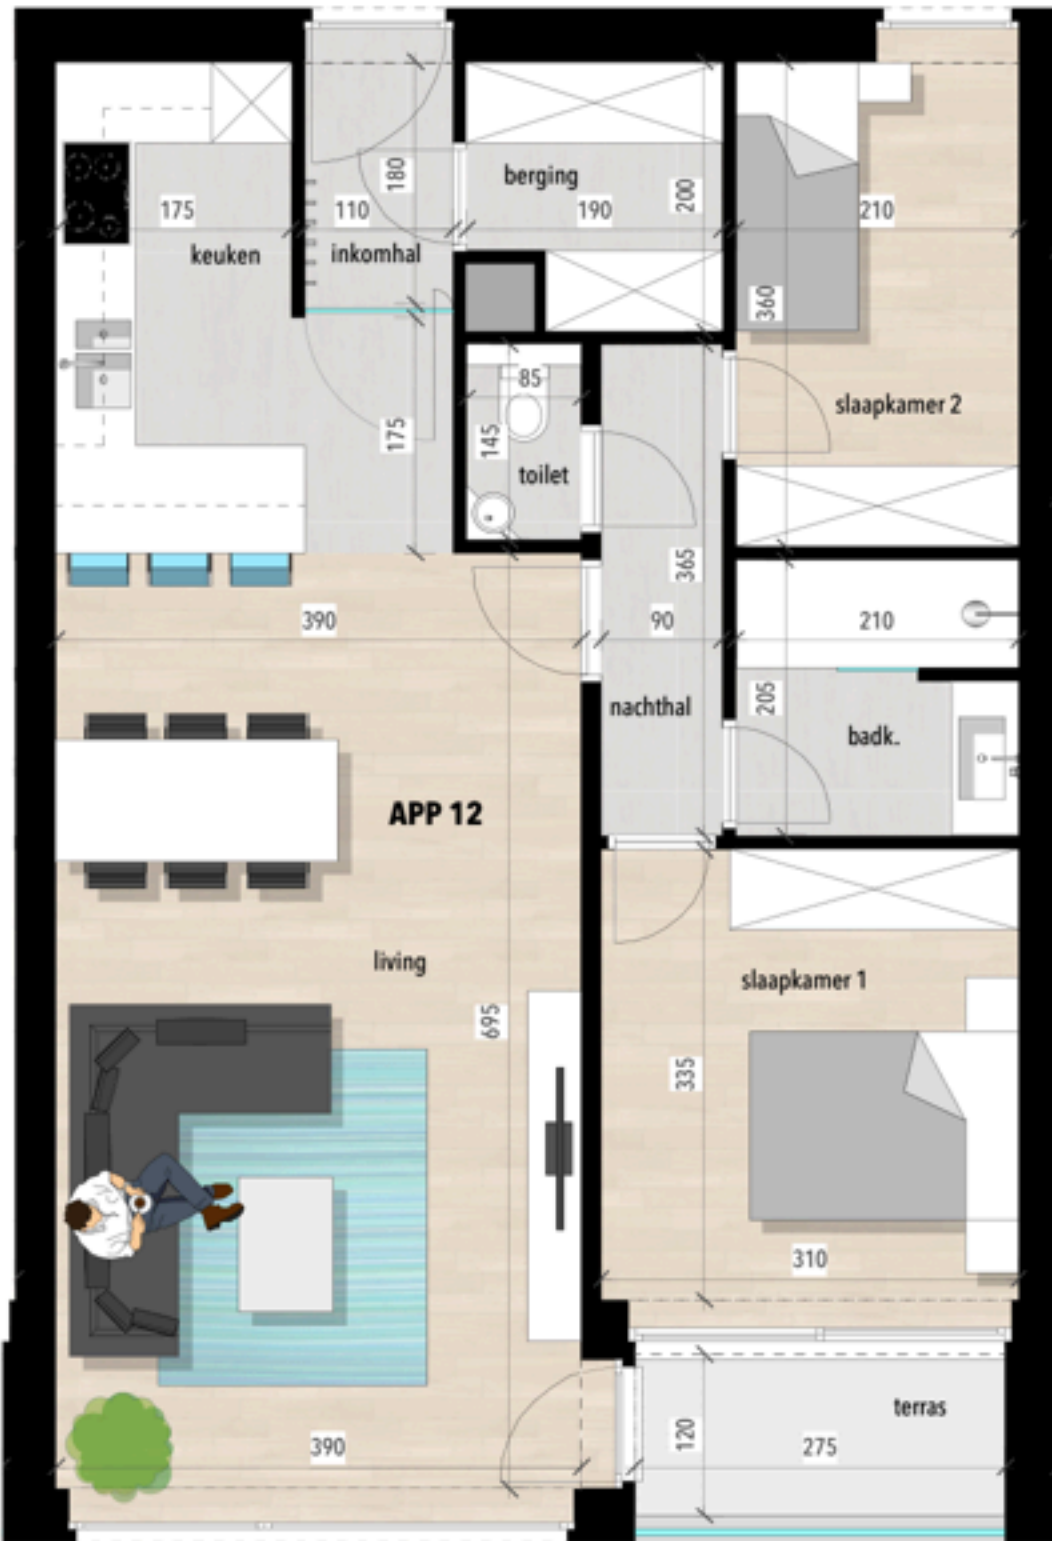 berging
180
200
175
110
190
210
keuken
inkomhal
360
85
slaapkamer 2
175
145
toilet
365
390
90
210
205
nachthal
badk.
APP 12
living
slaapkamer 1
695
335
310
terras
120
390
275